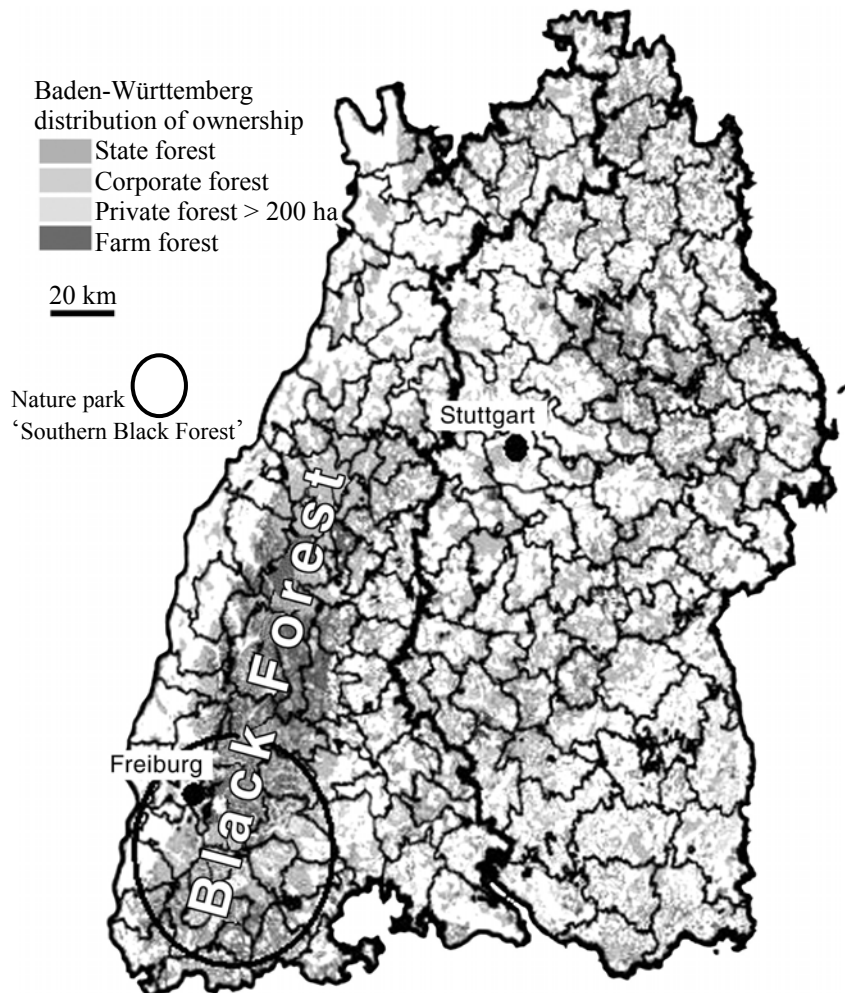 Baden-Württemberg
distribution of ownership
State forest
Corporate forest
Private forest > 200 ha
Farm forest
20 km
Nature park
‘Southern Black Forest’
Stuttgart
Black Forest
Freiburg